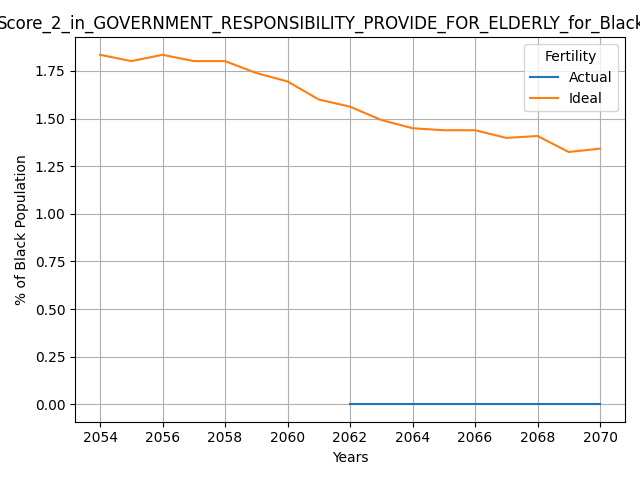 Score_2_in_GOVERNMENT_RESPONSIBILITY_PROVIDE_FOR_ELDERLY_for_Black
Fertility
Actual
Ideal
1.75
1.50
1.25
1.00
0.75
0.50
0.25
0.00
% of Black Population
2054 2056 2058 2060 2062 2064 2066 2068 2070
Years